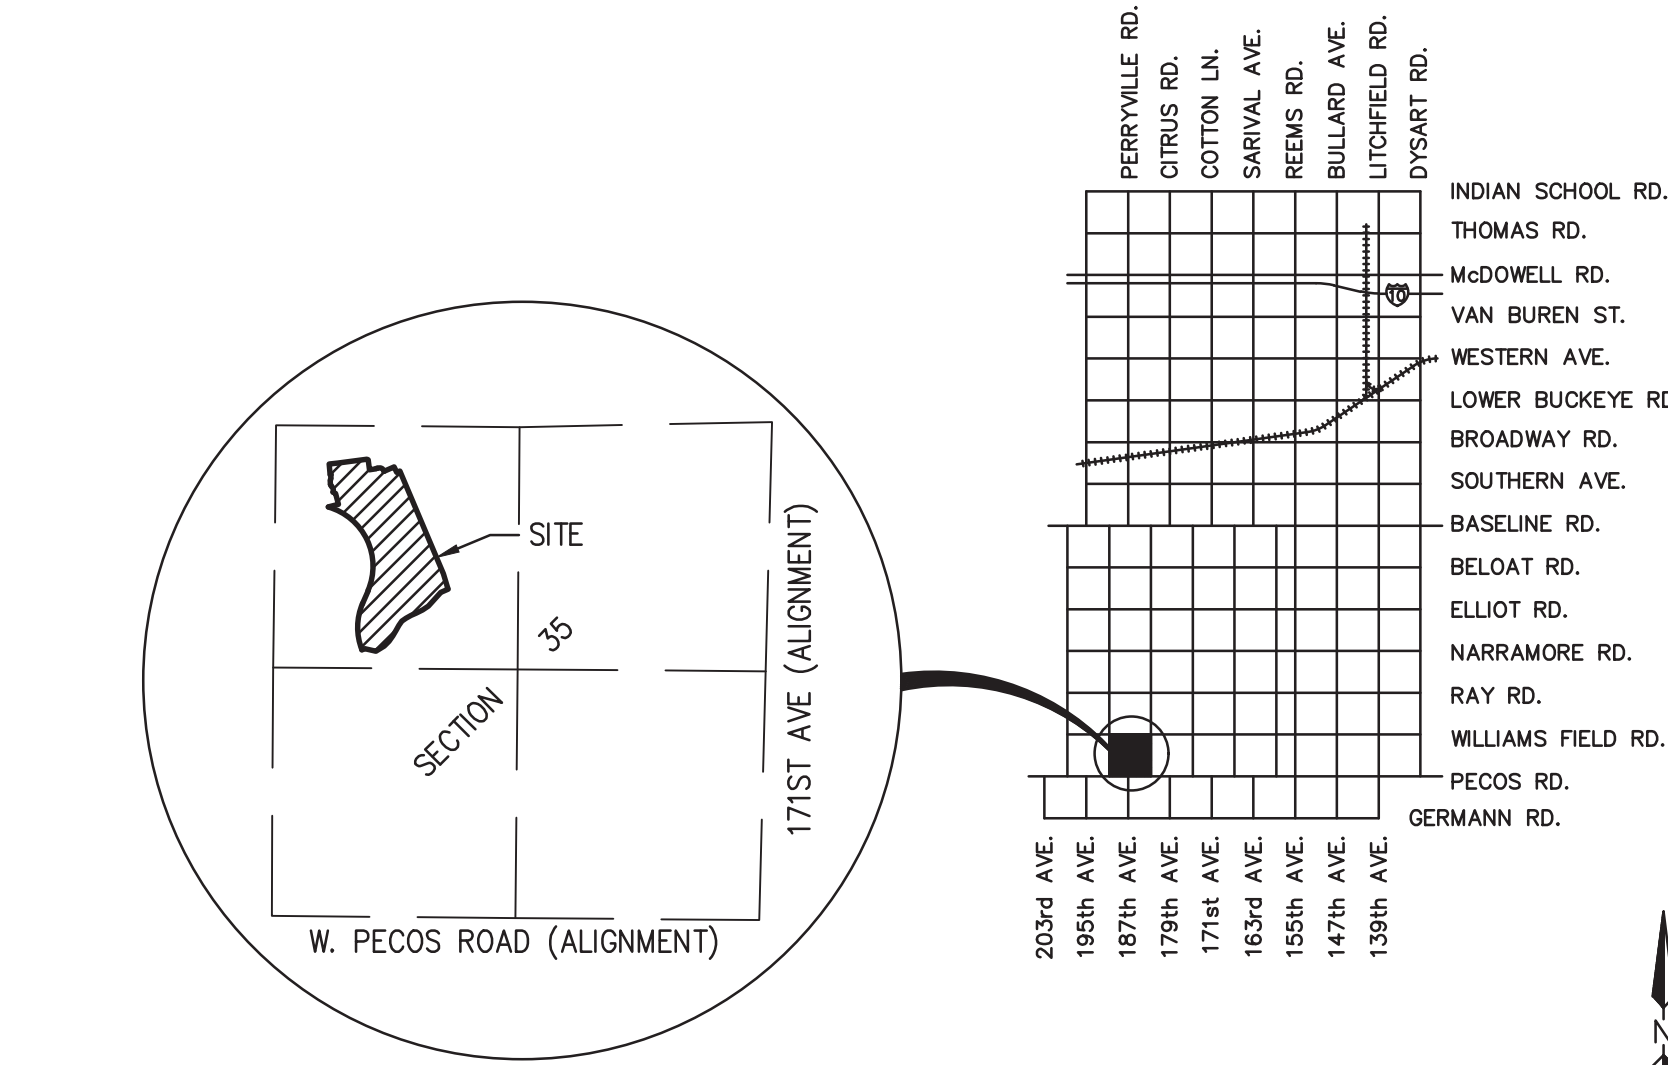 PERRYVILLE RD.
CITRUS RD.
COTTON LN.
SARIVAL AVE.
REEMS RD.
BULLARD AVE.
LITCHFIELD RD.
DYSART RD.
INDIAN SCHOOL RD.
THOMAS RD.
McDOWELL RD.
10
VAN BUREN ST.
WESTERN AVE.
LOWER BUCKEYE RD
BROADWAY RD.
SOUTHERN AVE.
BASELINE RD.
BELOAT RD.
ELLIOT RD.
NARRAMORE RD.
RAY RD.
WILLIAMS FIELD RD.
PECOS RD.
GERMANN RD.
203rd AVE.
195th AVE.
187th AVE.
179th AVE.
171st AVE.
163rd AVE.
155th AVE.
147th AVE.
139th AVE.
SITE
SECTION 35
171ST AVE (ALIGNMENT)
W. PECOS ROAD (ALIGNMENT)
N